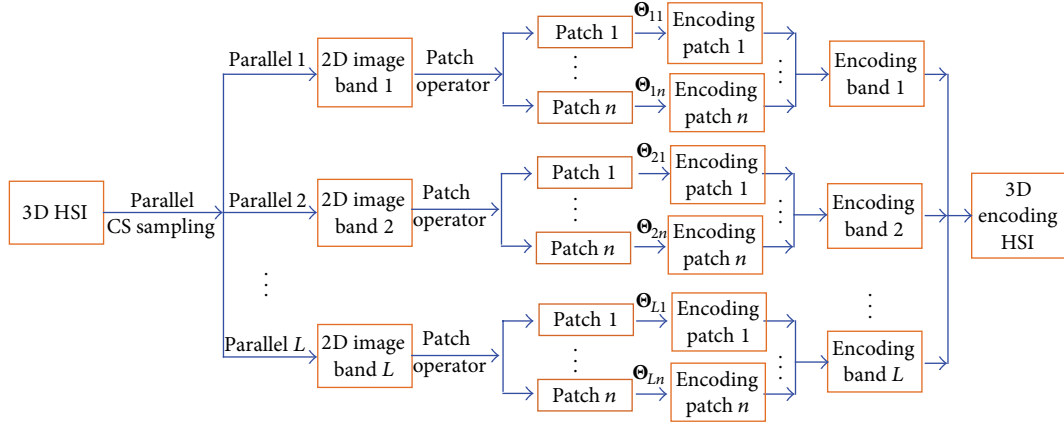 3D HSI
Parallel
CS sampling
Parallel 1
2D image
band 1
Patch
operator
Patch 1
⋮
Patch n
Θ11
Θ1n
Encoding
patch 1
⋮
Encoding
patch n
Encoding
band 1
Parallel 2
2D image
band 2
Patch
operator
Patch 1
⋮
Patch n
Θ21
Θ2n
Encoding
patch 1
⋮
Encoding
patch n
Encoding
band 2
⋮
Parallel L
2D image
band L
Patch
operator
Patch 1
⋮
Patch n
ΘL1
ΘLn
Encoding
patch 1
⋮
Encoding
patch n
⋮
Encoding
band L
3D
encoding
HSI